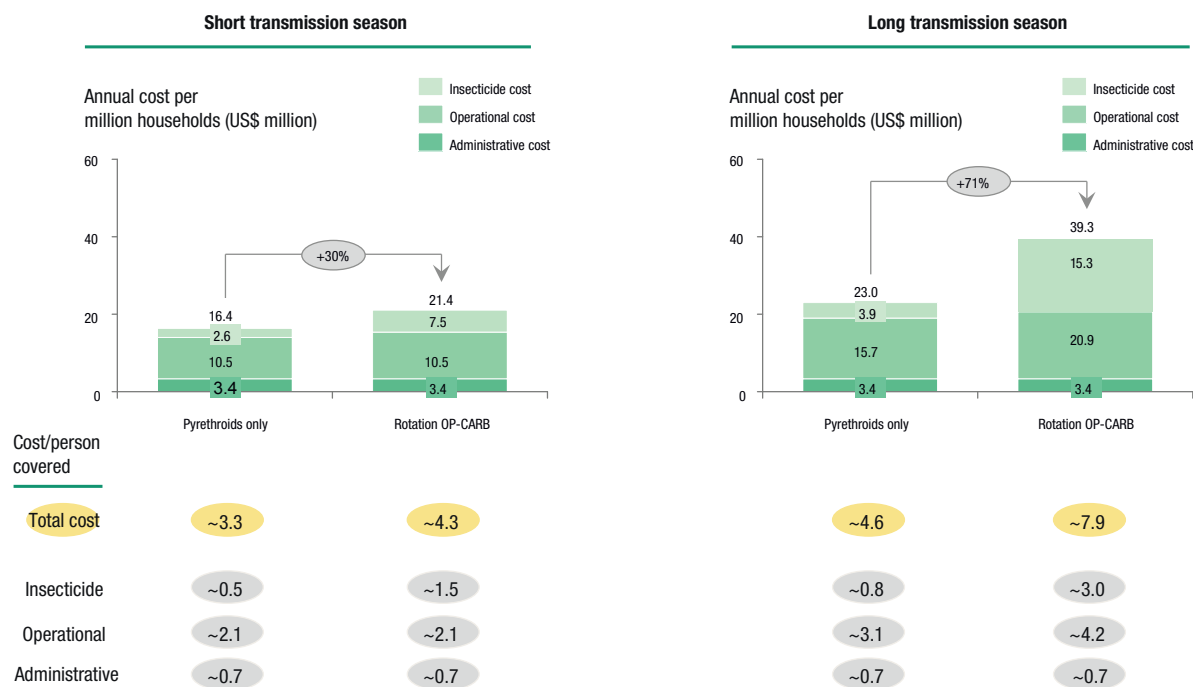 Short transmission season
Annual cost per
million households (US$ million)
Insecticide cost
Operational cost
Administrative cost
60
40
20
0
+30%
16.4
2.6
10.5
3.4
21.4
7.5
10.5
3.4
Pyrethroids only
Rotation OP-CARB
Long transmission season
Annual cost per
million households (US$ million)
Insecticide cost
Operational cost
Administrative cost
60
40
20
0
+71%
23.0
3.9
15.7
3.4
39.3
15.3
20.9
3.4
Pyrethroids only
Rotation OP-CARB
Cost/person
covered
Total cost ~3.3 ~4.3 ~4.6 ~7.9
Insecticide ~0.5 ~1.5 ~0.8 ~3.0
Operational ~2.1 ~2.1 ~3.1 ~4.2
Administrative ~0.7 ~0.7 ~0.7 ~0.7